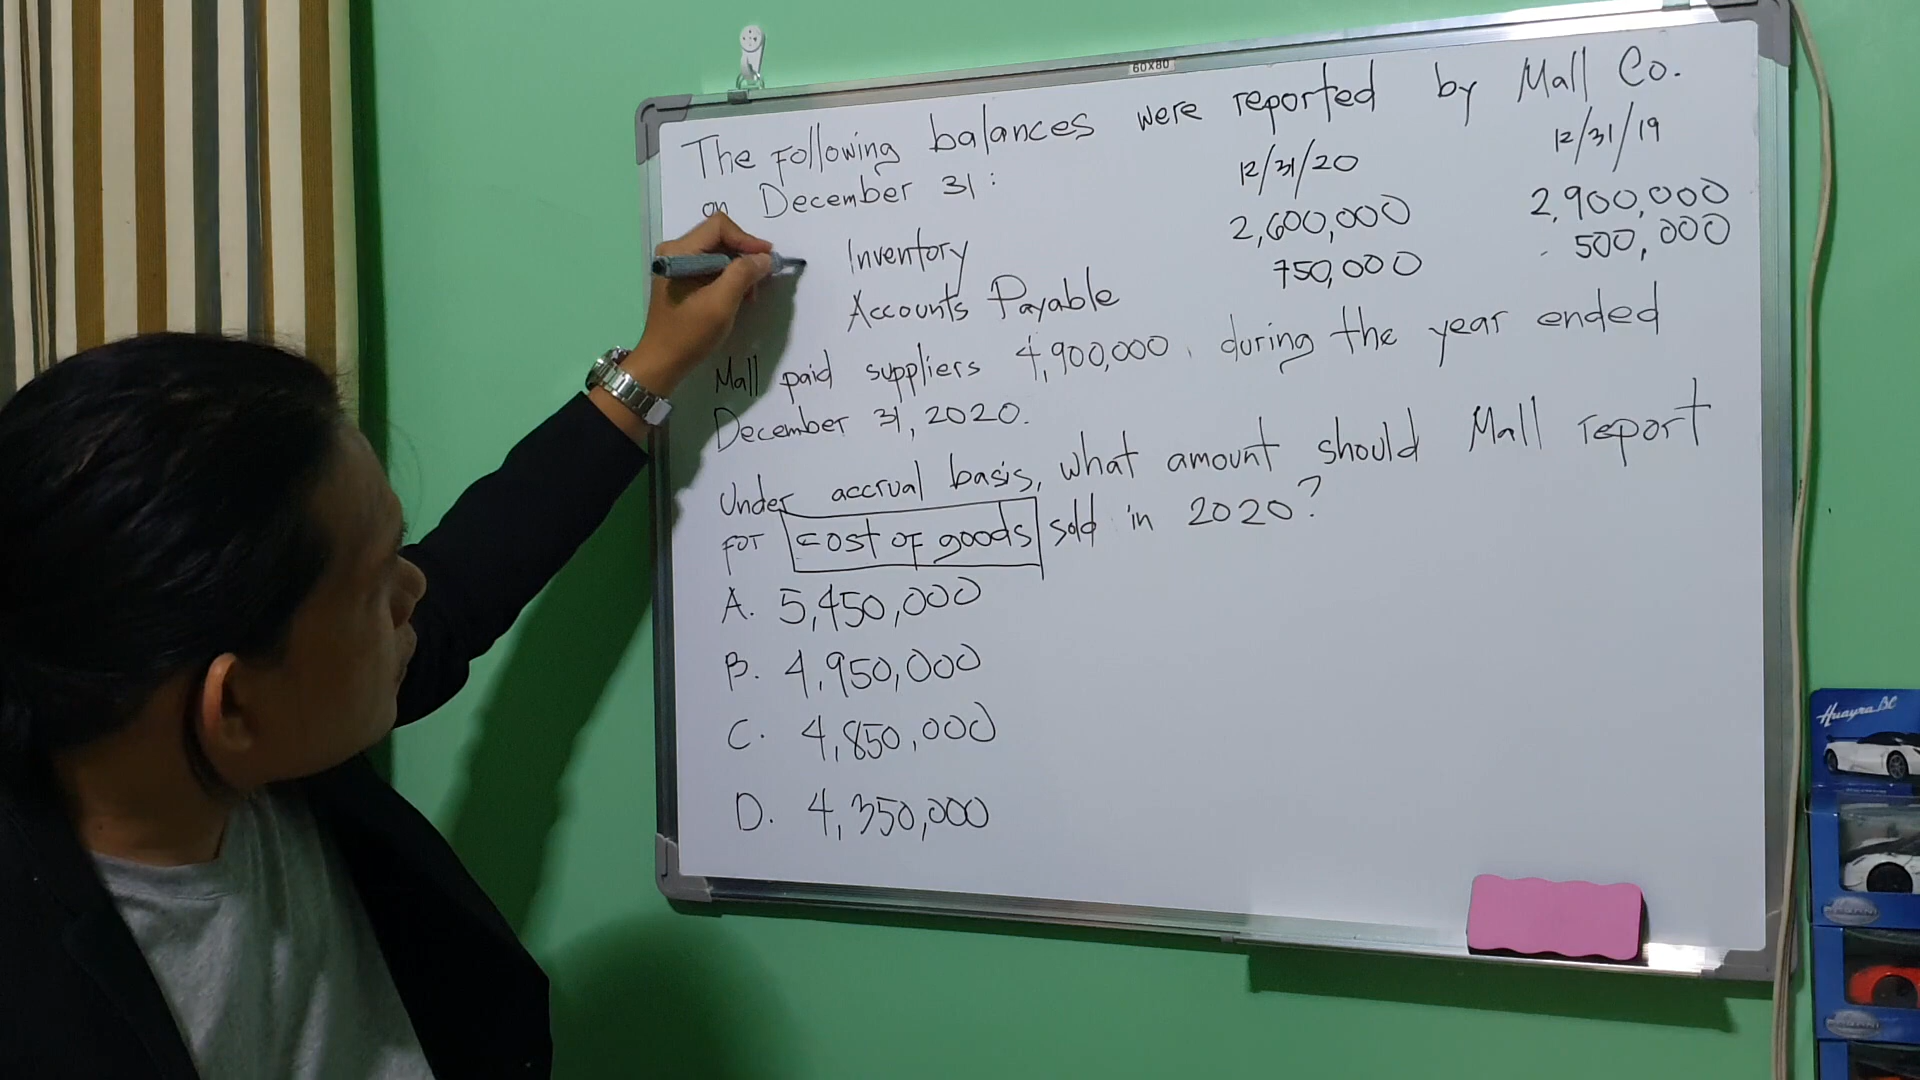 60X80
The Following balances were reported by Mall Co.
on December 31:
12/31/20 12/31/19
Inventory 2,600,000 2,900,000
Accounts Payable 750,000 500,000
Mall paid suppliers 4,900,000 during the year ended
December 31, 2020.
Under accrual basis, what amount should Mall report
For cost of goods sold in 2020?
A. 5,450,000
B. 4,950,000
C. 4,850,000
D. 4,350,000
Huayra BC